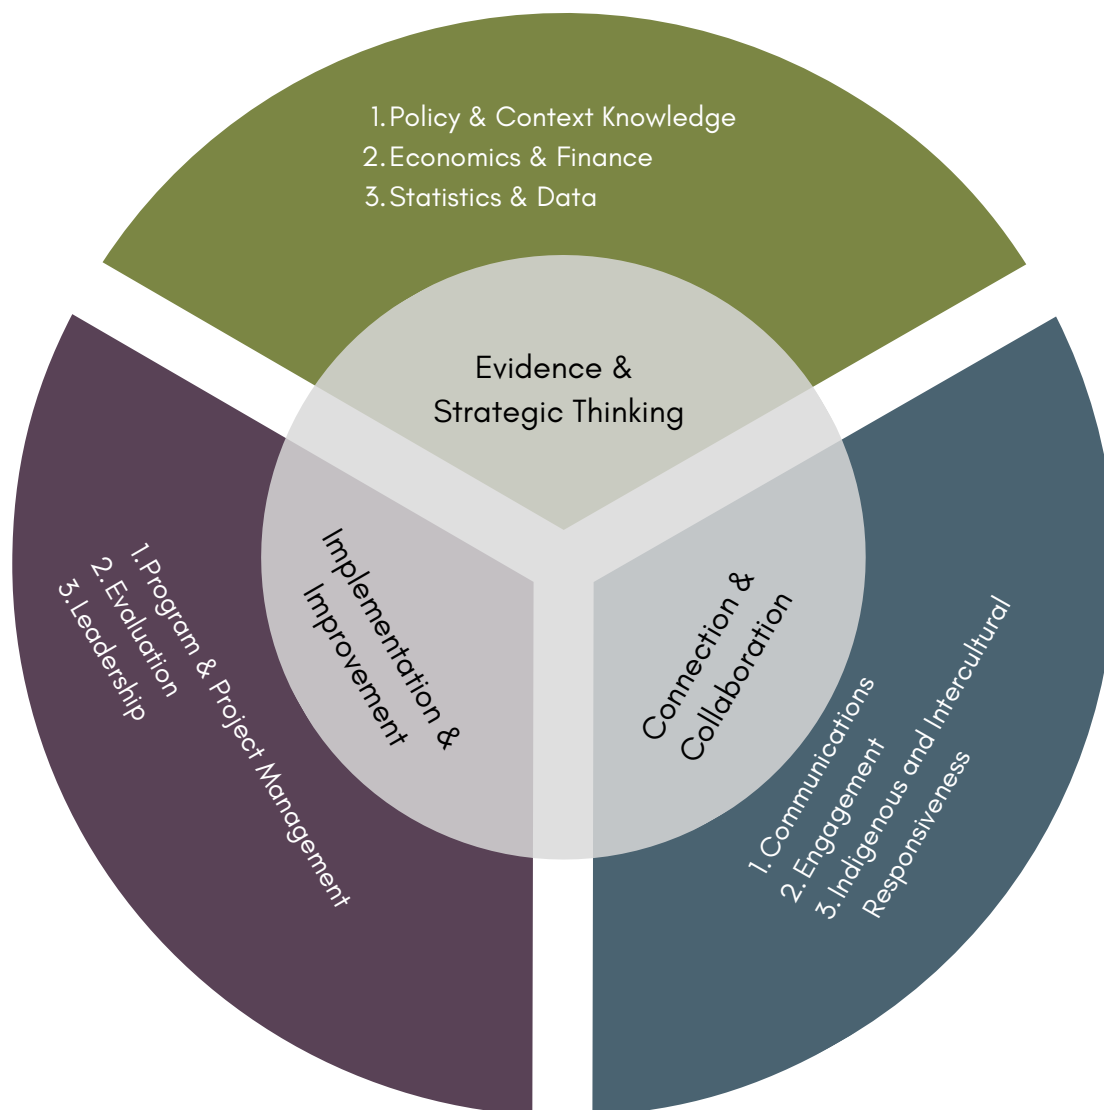 1. Policy & Context Knowledge
2. Economics & Finance
3. Statistics & Data
Evidence &
Strategic Thinking
Implementation &
Improvement
1. Program & Project Management
2. Evaluation
3. Leadership
Connection &
Collaboration
1. Communications
2. Engagement
3. Indigenous and Intercultural
Responsiveness